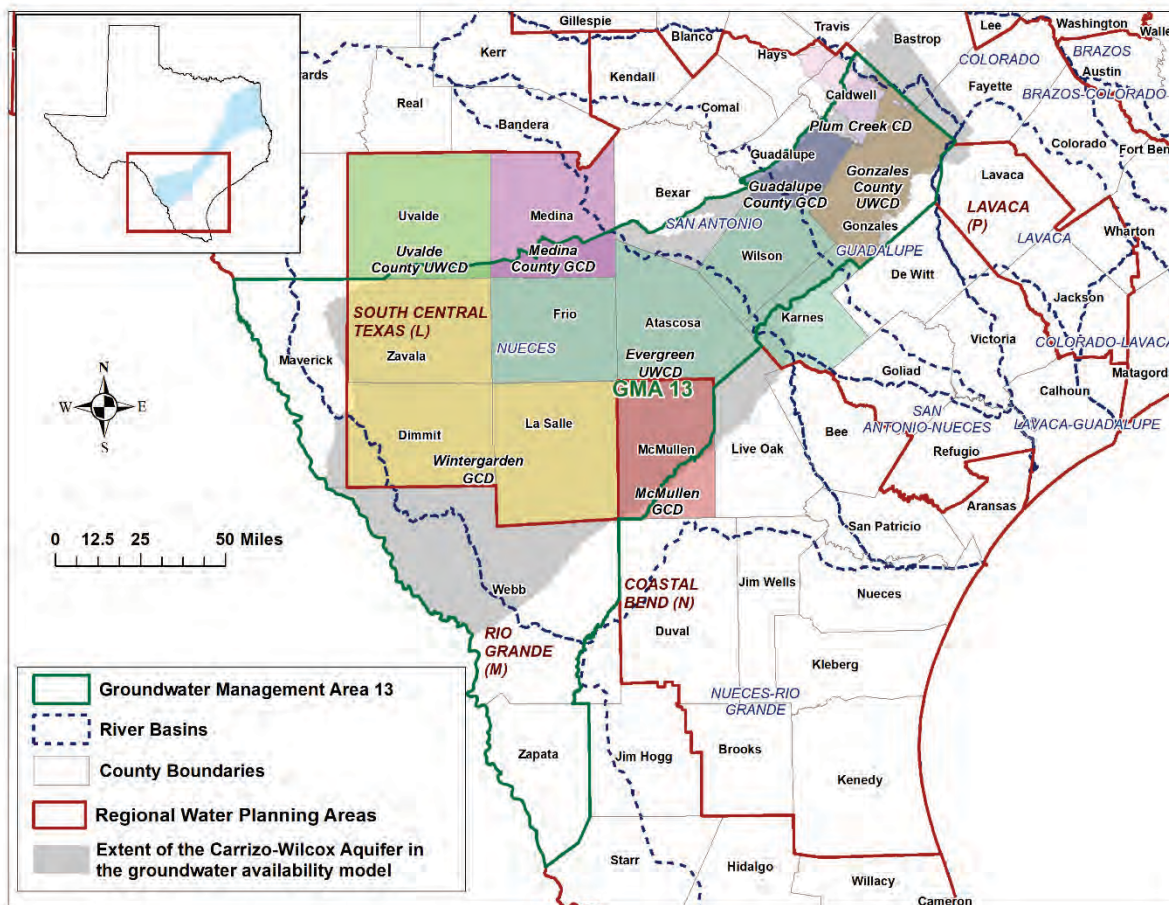 Gillespie
Travis
Lee
Washington
Blanco
Bastrop
Walle
Kerr
Hays
COLORADO
BRAZOS
ards
Kendall
Austin
Real
Caldwell
Fayette
BRAZOS-COLORADO
Comal
Bandera
Plum Creek CD
Colorado
Fort Ben
Guadalupe
Lavaca
Guadalupe
County GCD
Gonzales
County
UWCD
Bexar
Uvalde
Medina
LAVACA
(P)
SAN ANTONIO
Gonzales
Wharton
LAVACA
Uvalde
County UWCD
Medina
County GCD
Wilson
GUADALUPE
De Witt
Jackson
SOUTH CENTRAL
TEXAS (L)
Frio
Atascosa
Karnes
Victoria
COLORADO-LAVACA
NUECES
Zavala
Maverick
Evergreen
UWCD
Goliad
Calhoun
Matagord
GMA 13
SAN
ANTONIO-NUECES
LAVACA-GUADALUPE
N
W
E
S
Dimmit
La Salle
Bee
McMullen
Live Oak
Refugio
Wintergarden
GCD
McMullen
GCD
Aransas
San Patricio
0 12.5 25 50 Miles
Webb
COASTAL
BEND (N)
Jim Wells
Nueces
Duval
RIO
GRANDE
(M)
Kleberg
NUECES-RIO
GRANDE
Zapata
Jim Hogg
Brooks
Kenedy
Starr
Hidalgo
Willacy
Cameron
Groundwater Management Area 13
River Basins
County Boundaries
Regional Water Planning Areas
Extent of the Carrizo-Wilcox Aquifer in
the groundwater availability model